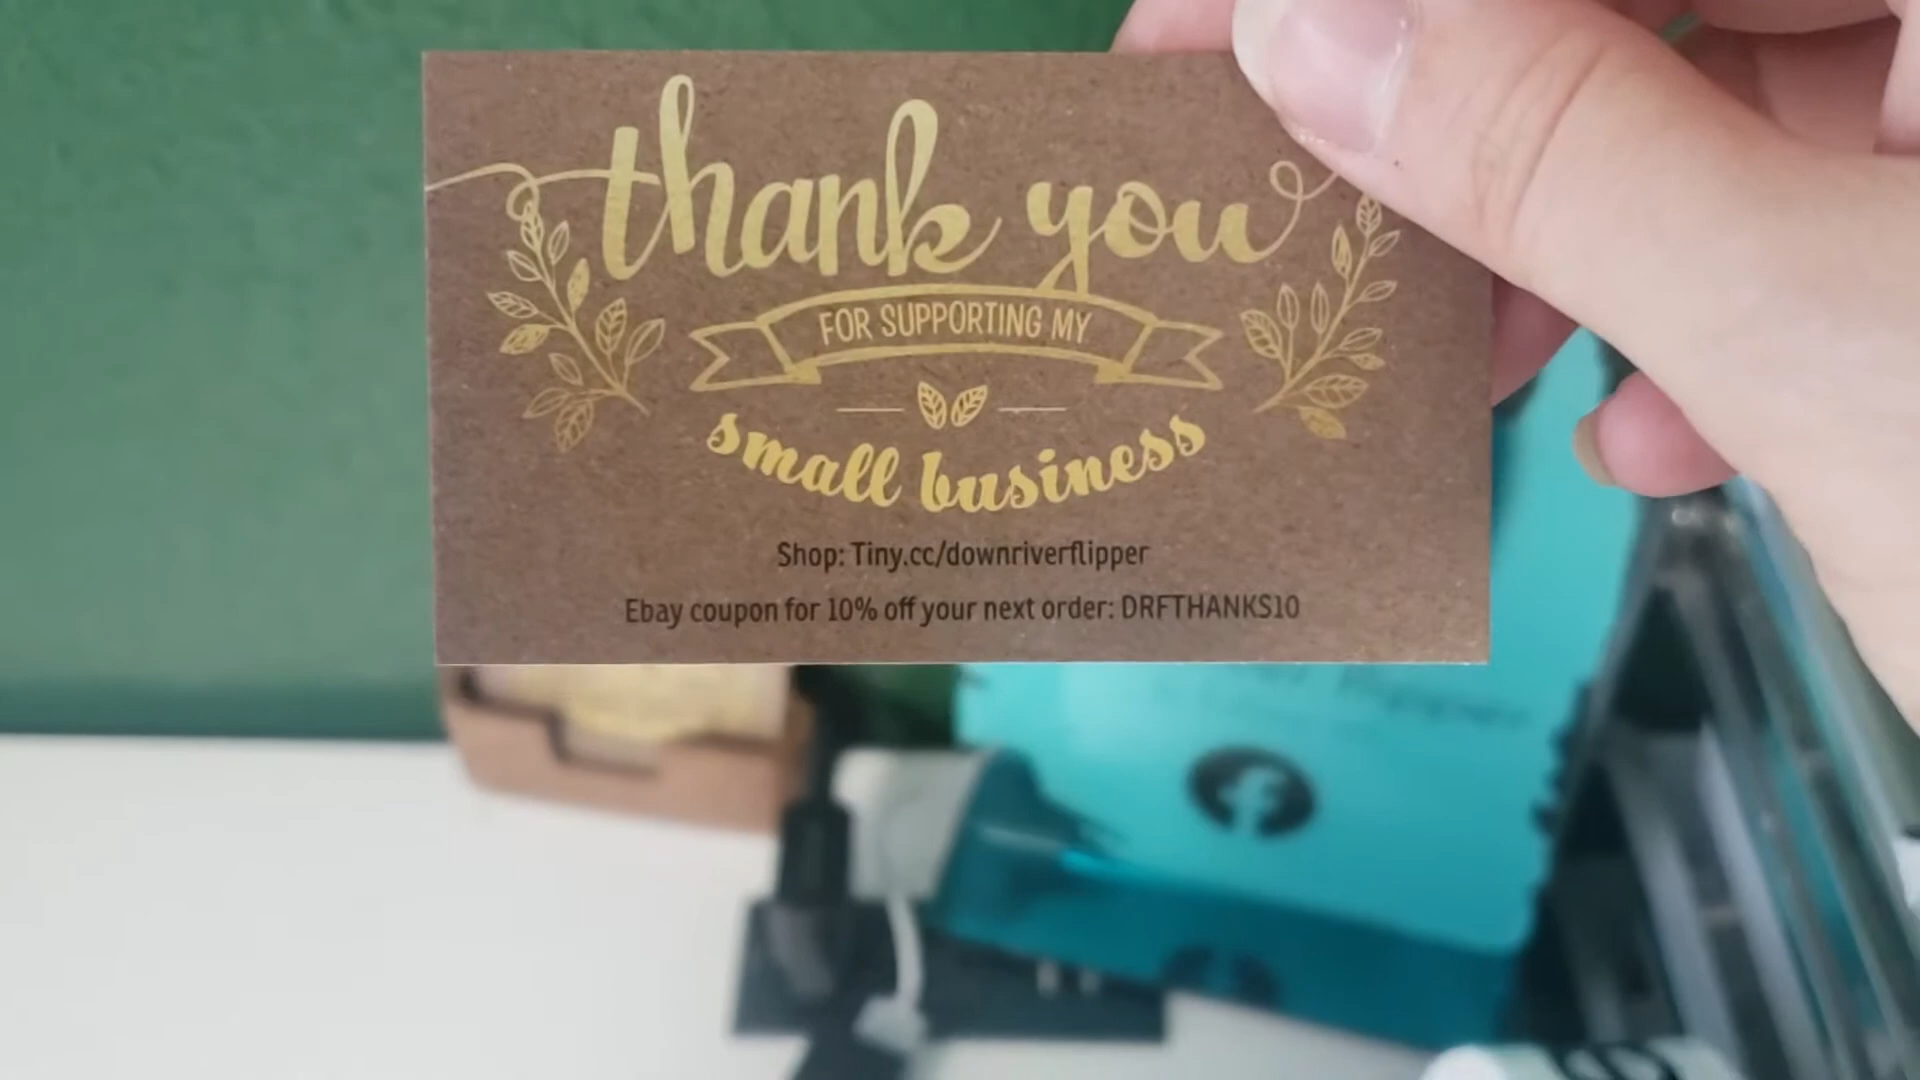 thank you
FOR SUPPORTING MY
small business
Shop: Tiny.cc/downriverflipper
Ebay coupon for 10% off your next order: DRFTHANKS10